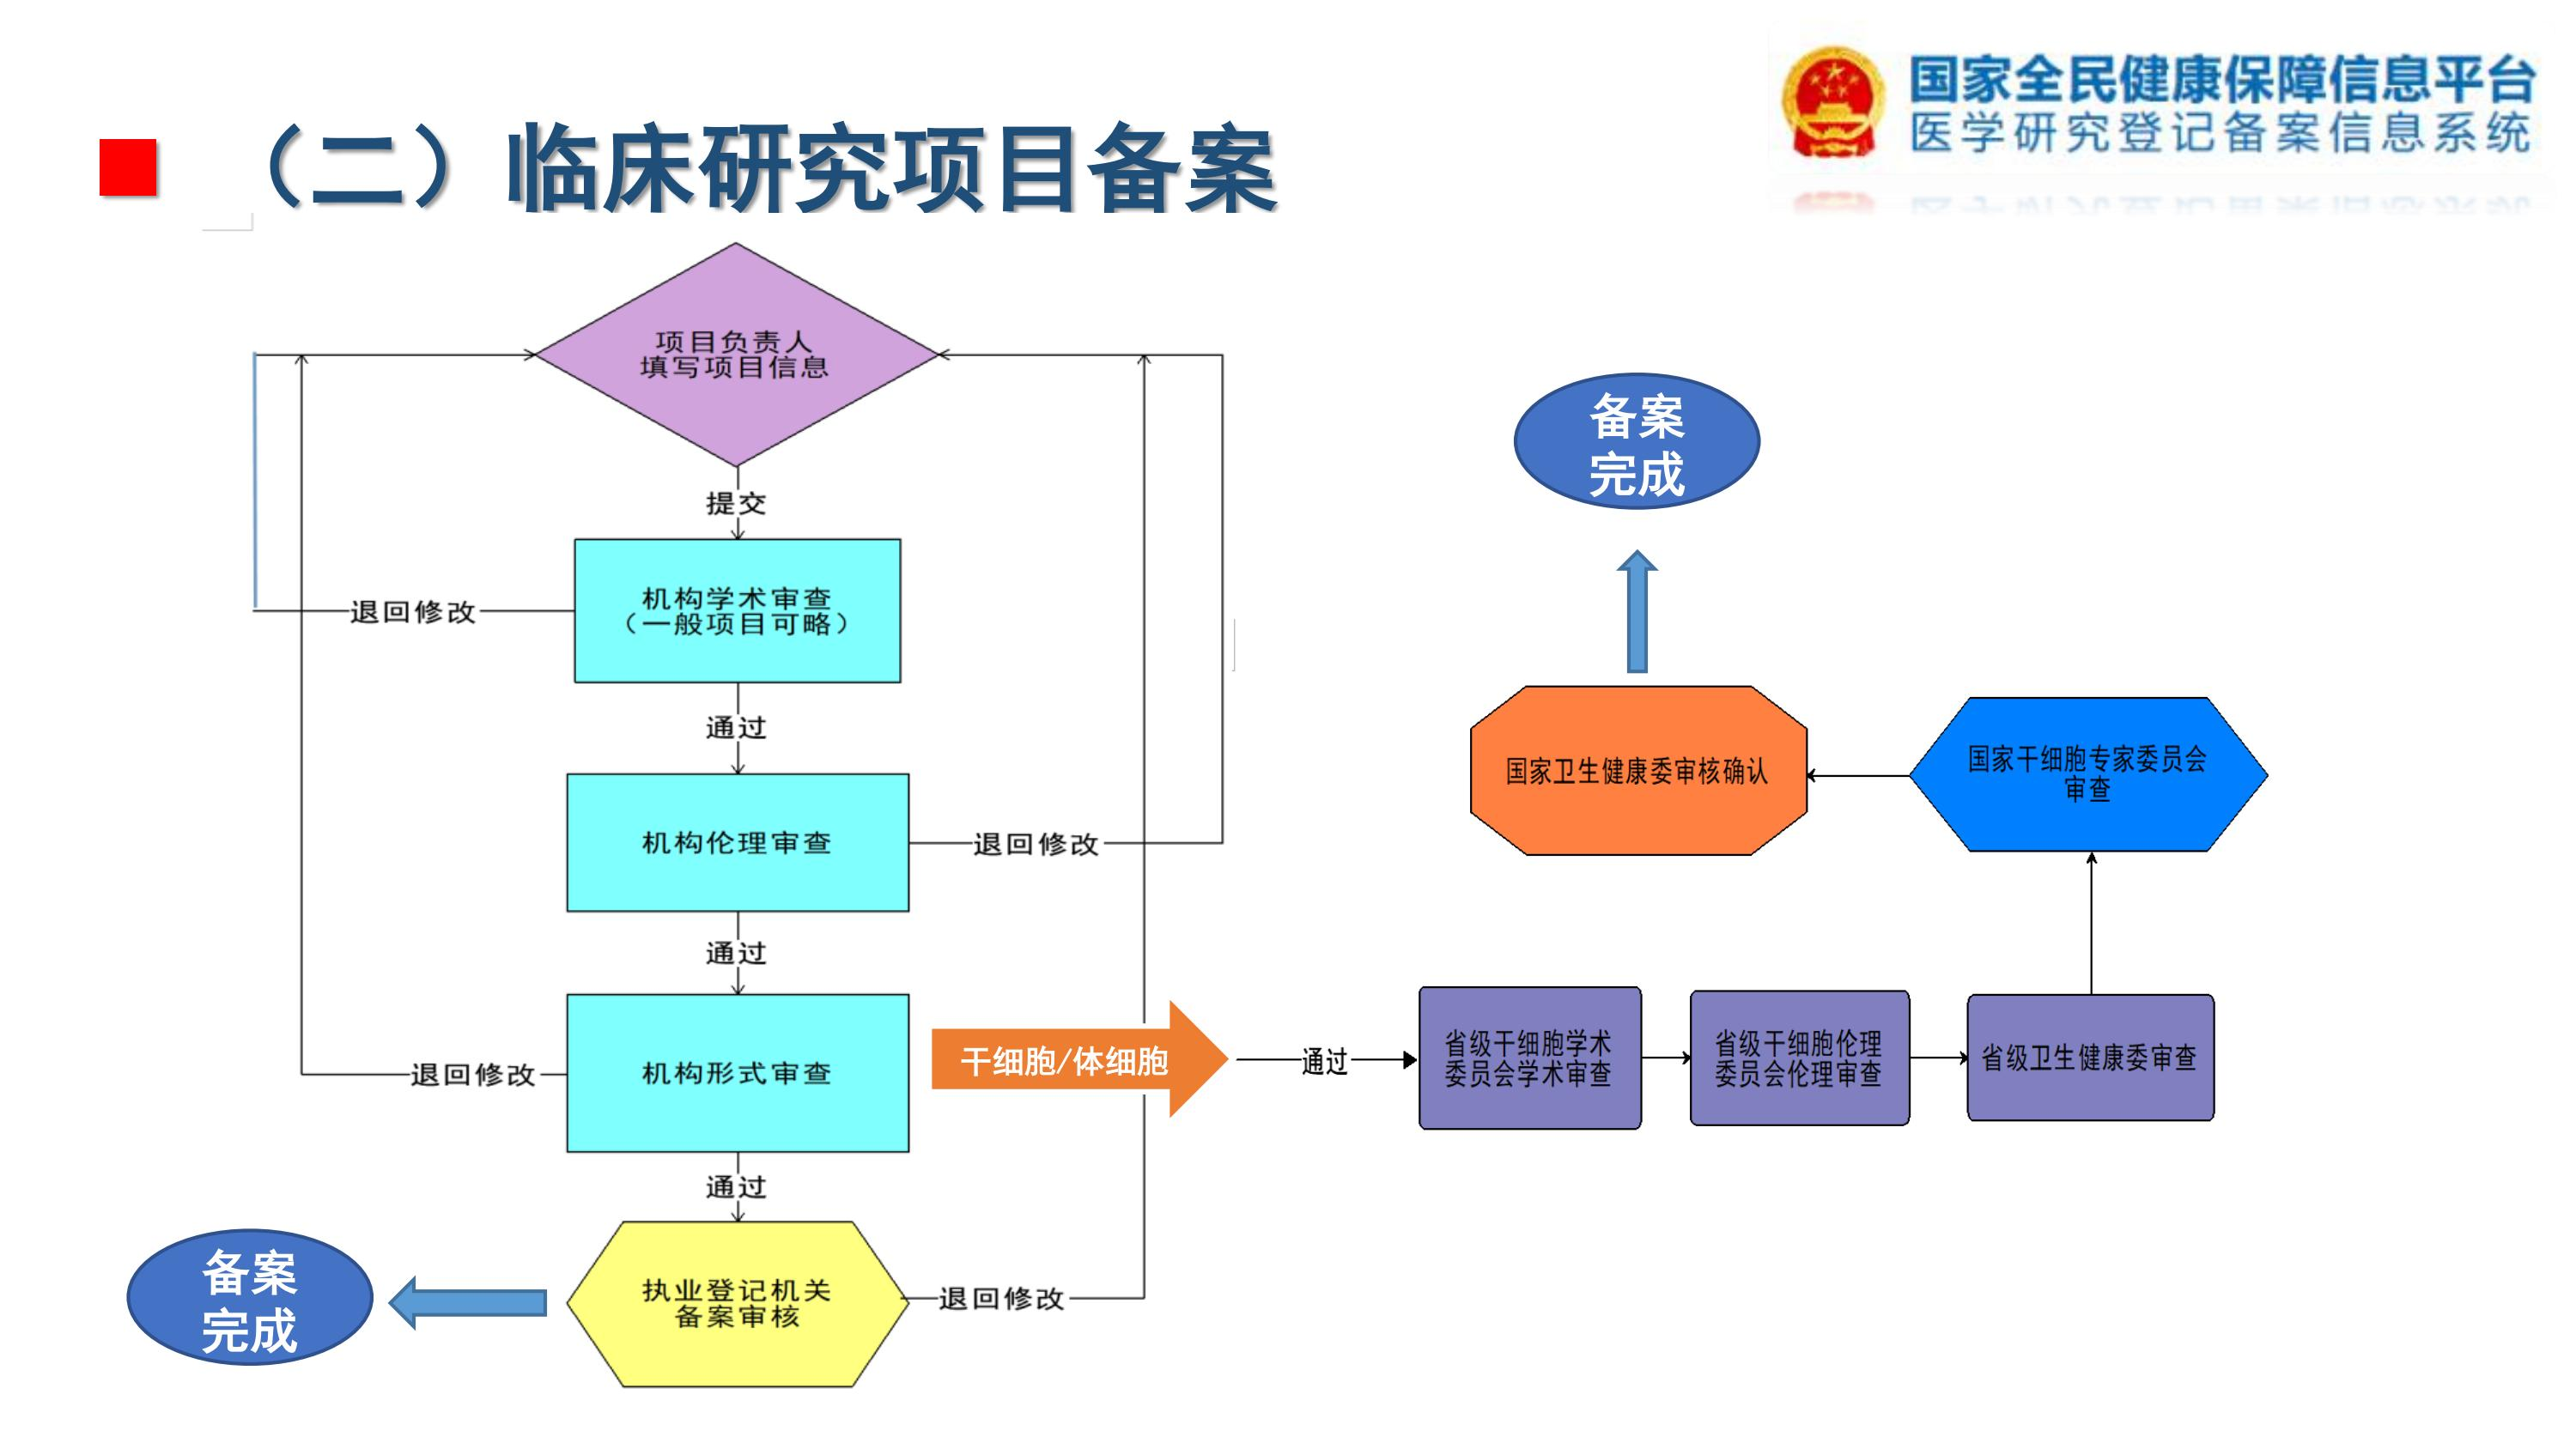 国家全民健康保障信息平台
医学研究登记备案信息系统
（二）临床研究项目备案
项目负责人
填写项目信息
提交
机构学术审查
（一般项目可略）
退回修改
通过
机构伦理审查
退回修改
通过
机构形式审查
退回修改
通过
执业登记机关
备案审核
退回修改
备案
完成
干细胞/体细胞
通过
省级干细胞学术
委员会学术审查
省级干细胞伦理
委员会伦理审查
省级卫生健康委审查
国家干细胞专家委员会
审查
国家卫生健康委审核确认
备案
完成